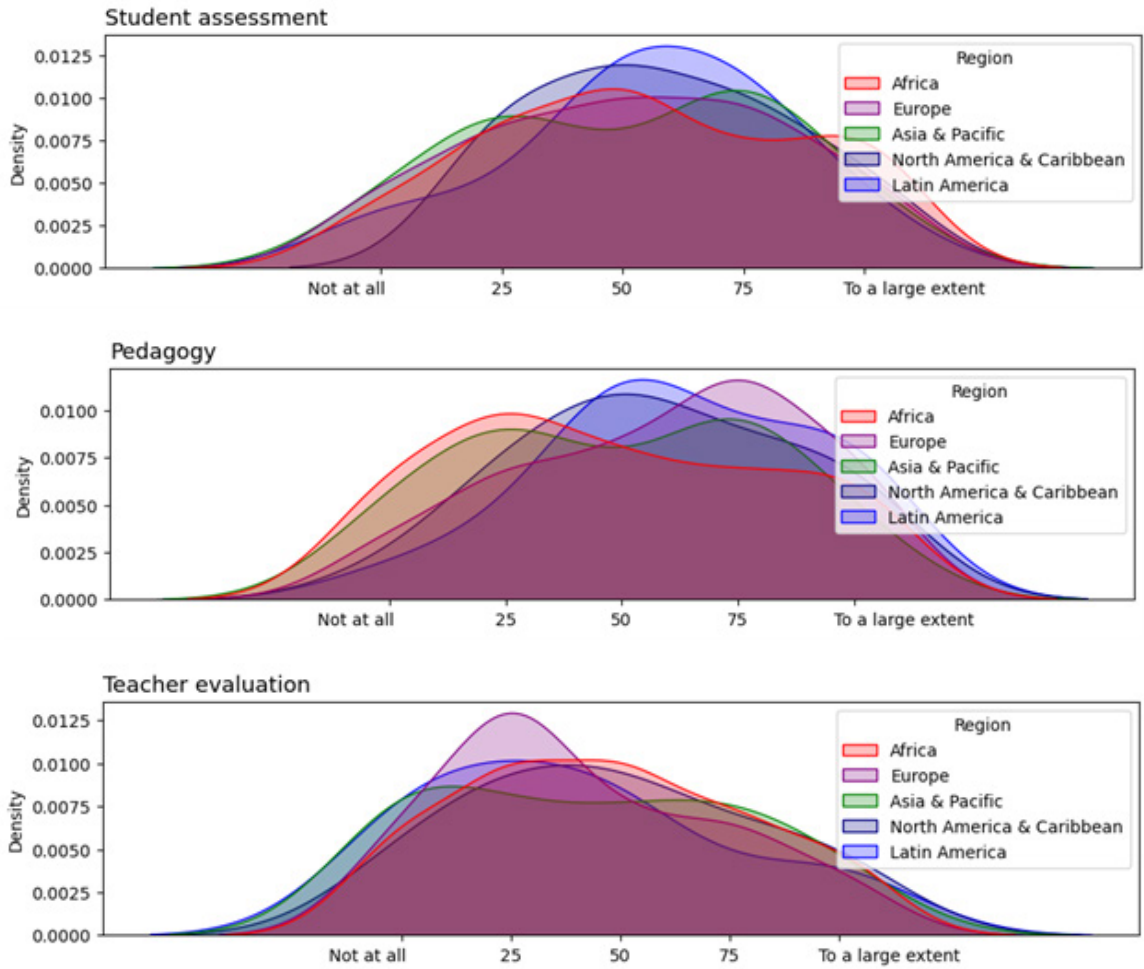 Student assessment
0.0125
0.0100
0.0075
0.0050
0.0025
0.0000
Density
Region
Africa
Europe
Asia & Pacific
North America & Caribbean
Latin America
Not at all 25 50 75 To a large extent
Pedagogy
0.0100
0.0075
0.0050
0.0025
0.0000
Density
Region
Africa
Europe
Asia & Pacific
North America & Caribbean
Latin America
Not at all 25 50 75 To a large extent
Teacher evaluation
0.0125
0.0100
0.0075
0.0050
0.0025
0.0000
Density
Region
Africa
Europe
Asia & Pacific
North America & Caribbean
Latin America
Not at all 25 50 75 To a large extent